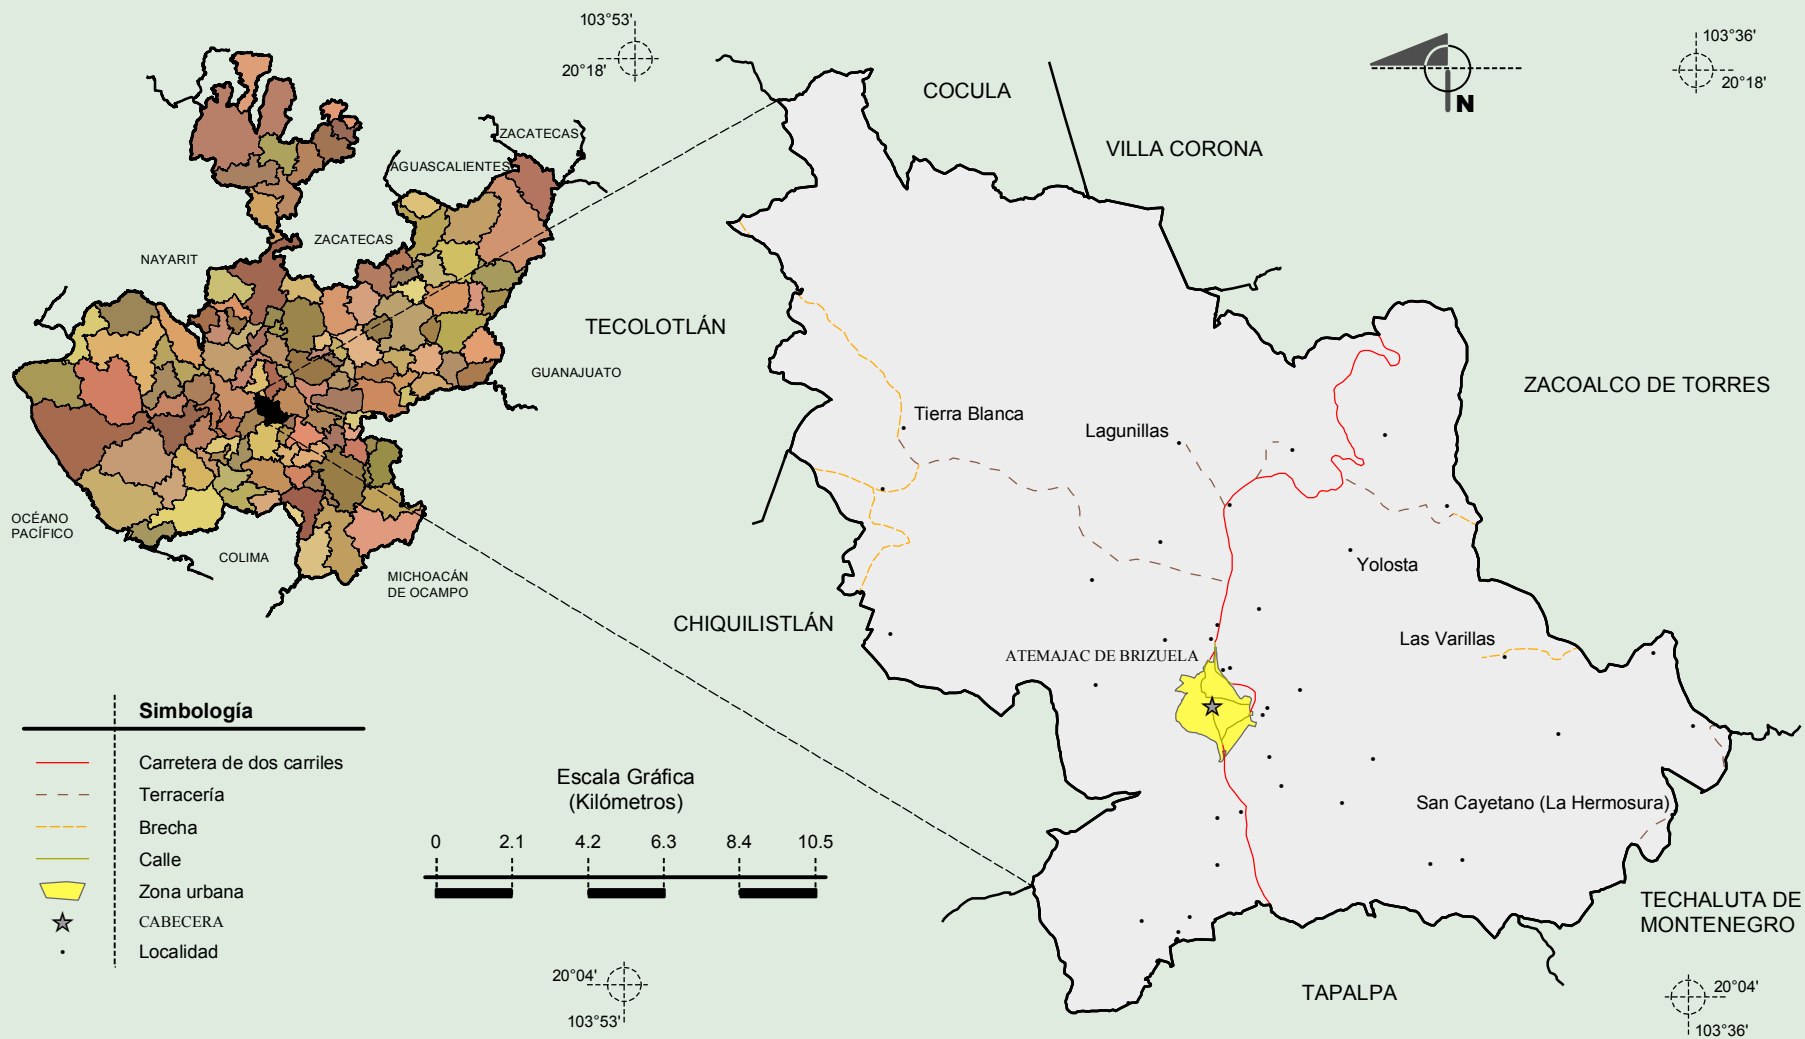 103°53'
20°18'
103°36'
20°18'
N
COCULA
VILLA CORONA
ZACATECAS
AGUASCALIENTES
ZACATECAS
NAYARIT
TECOLOTLÁN
GUANAJUATO
ZACOALCO DE TORRES
Tierra Blanca
Lagunillas
OCÉANO
PACÍFICO
COLIMA
MICHOACÁN
DE OCAMPO
Yolosta
CHIQUILISTLÁN
Las Varillas
ATEMAJAC DE BRIZUELA
Simbología
Carretera de dos carriles
Terracería
Brecha
Calle
Zona urbana
CABECERA
Localidad
Escala Gráfica
(Kilómetros)
0 2.1 4.2 6.3 8.4 10.5
San Cayetano (La Hermosura)
TECHALUTA DE
MONTENEGRO
TAPALPA
20°04'
103°53'
20°04'
103°36'